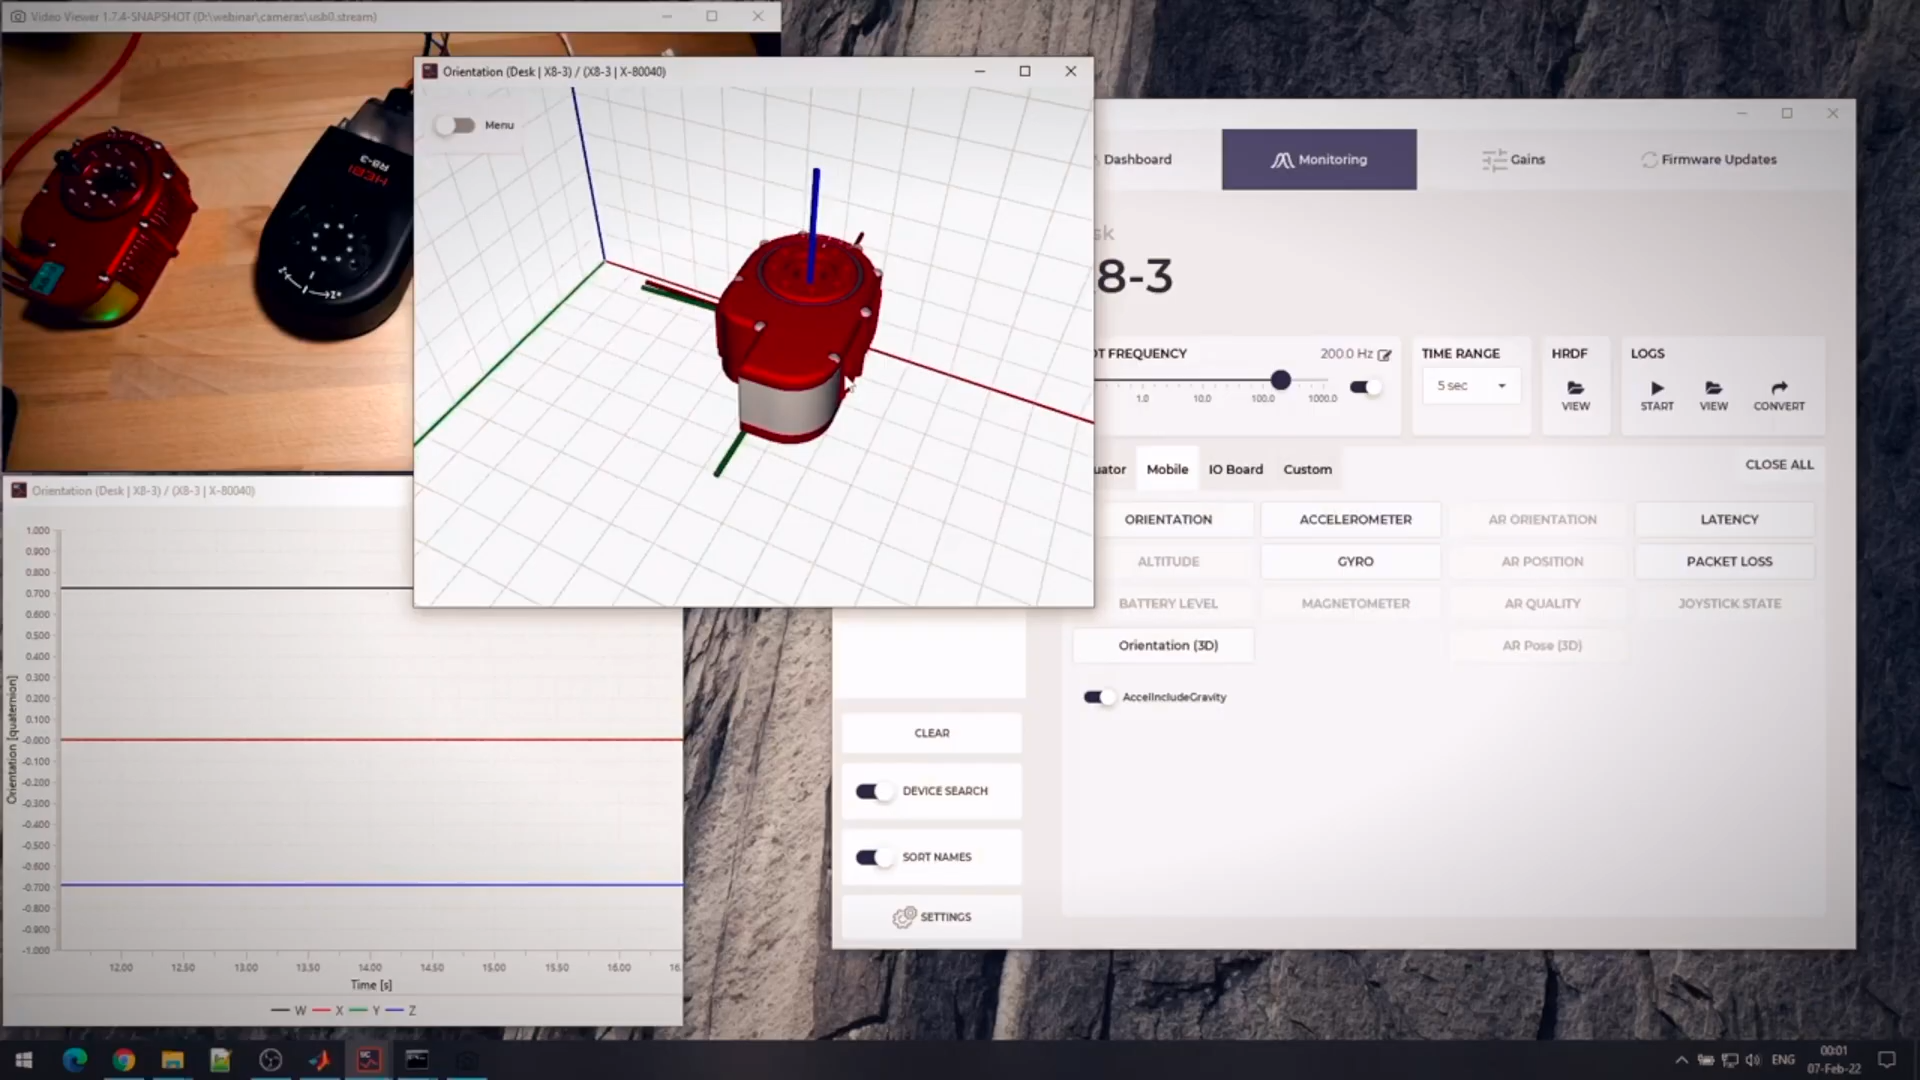 Video Viewer 1.7.4-SNAPSHOT (D:\webinar\cameras\usb0.stream)
R8-3
HEBI
Orientation (Desk | X8-3) / (X8-3 | X-80040)
Menu
Dashboard
Monitoring
Gains
Firmware Updates
sk
8-3
OT FREQUENCY
200.0 Hz
1.0
10.0
100.0
1000.0
TIME RANGE
5 sec
HRDF
VIEW
LOGS
START
VIEW
CONVERT
uator
Mobile
IO Board
Custom
CLOSE ALL
ORIENTATION
ACCELEROMETER
AR ORIENTATION
LATENCY
ALTITUDE
GYRO
AR POSITION
PACKET LOSS
BATTERY LEVEL
MAGNETOMETER
AR QUALITY
JOYSTICK STATE
Orientation (3D)
AR Pose (3D)
AccelIncludeGravity
CLEAR
DEVICE SEARCH
SORT NAMES
SETTINGS
Orientation (Desk | X8-3) / (X8-3 | X-80040)
Orientation [quaternion]
1.000
0.900
0.800
0.700
0.600
0.500
0.400
0.300
0.200
0.100
-0.000
-0.100
-0.200
-0.300
-0.400
-0.500
-0.600
-0.700
-0.800
-0.900
-1.000
12.00
12.50
13.00
13.50
14.00
14.50
15.00
15.50
16.00
16.
Time [s]
W X Y Z
ENG
00:01
07-Feb-22